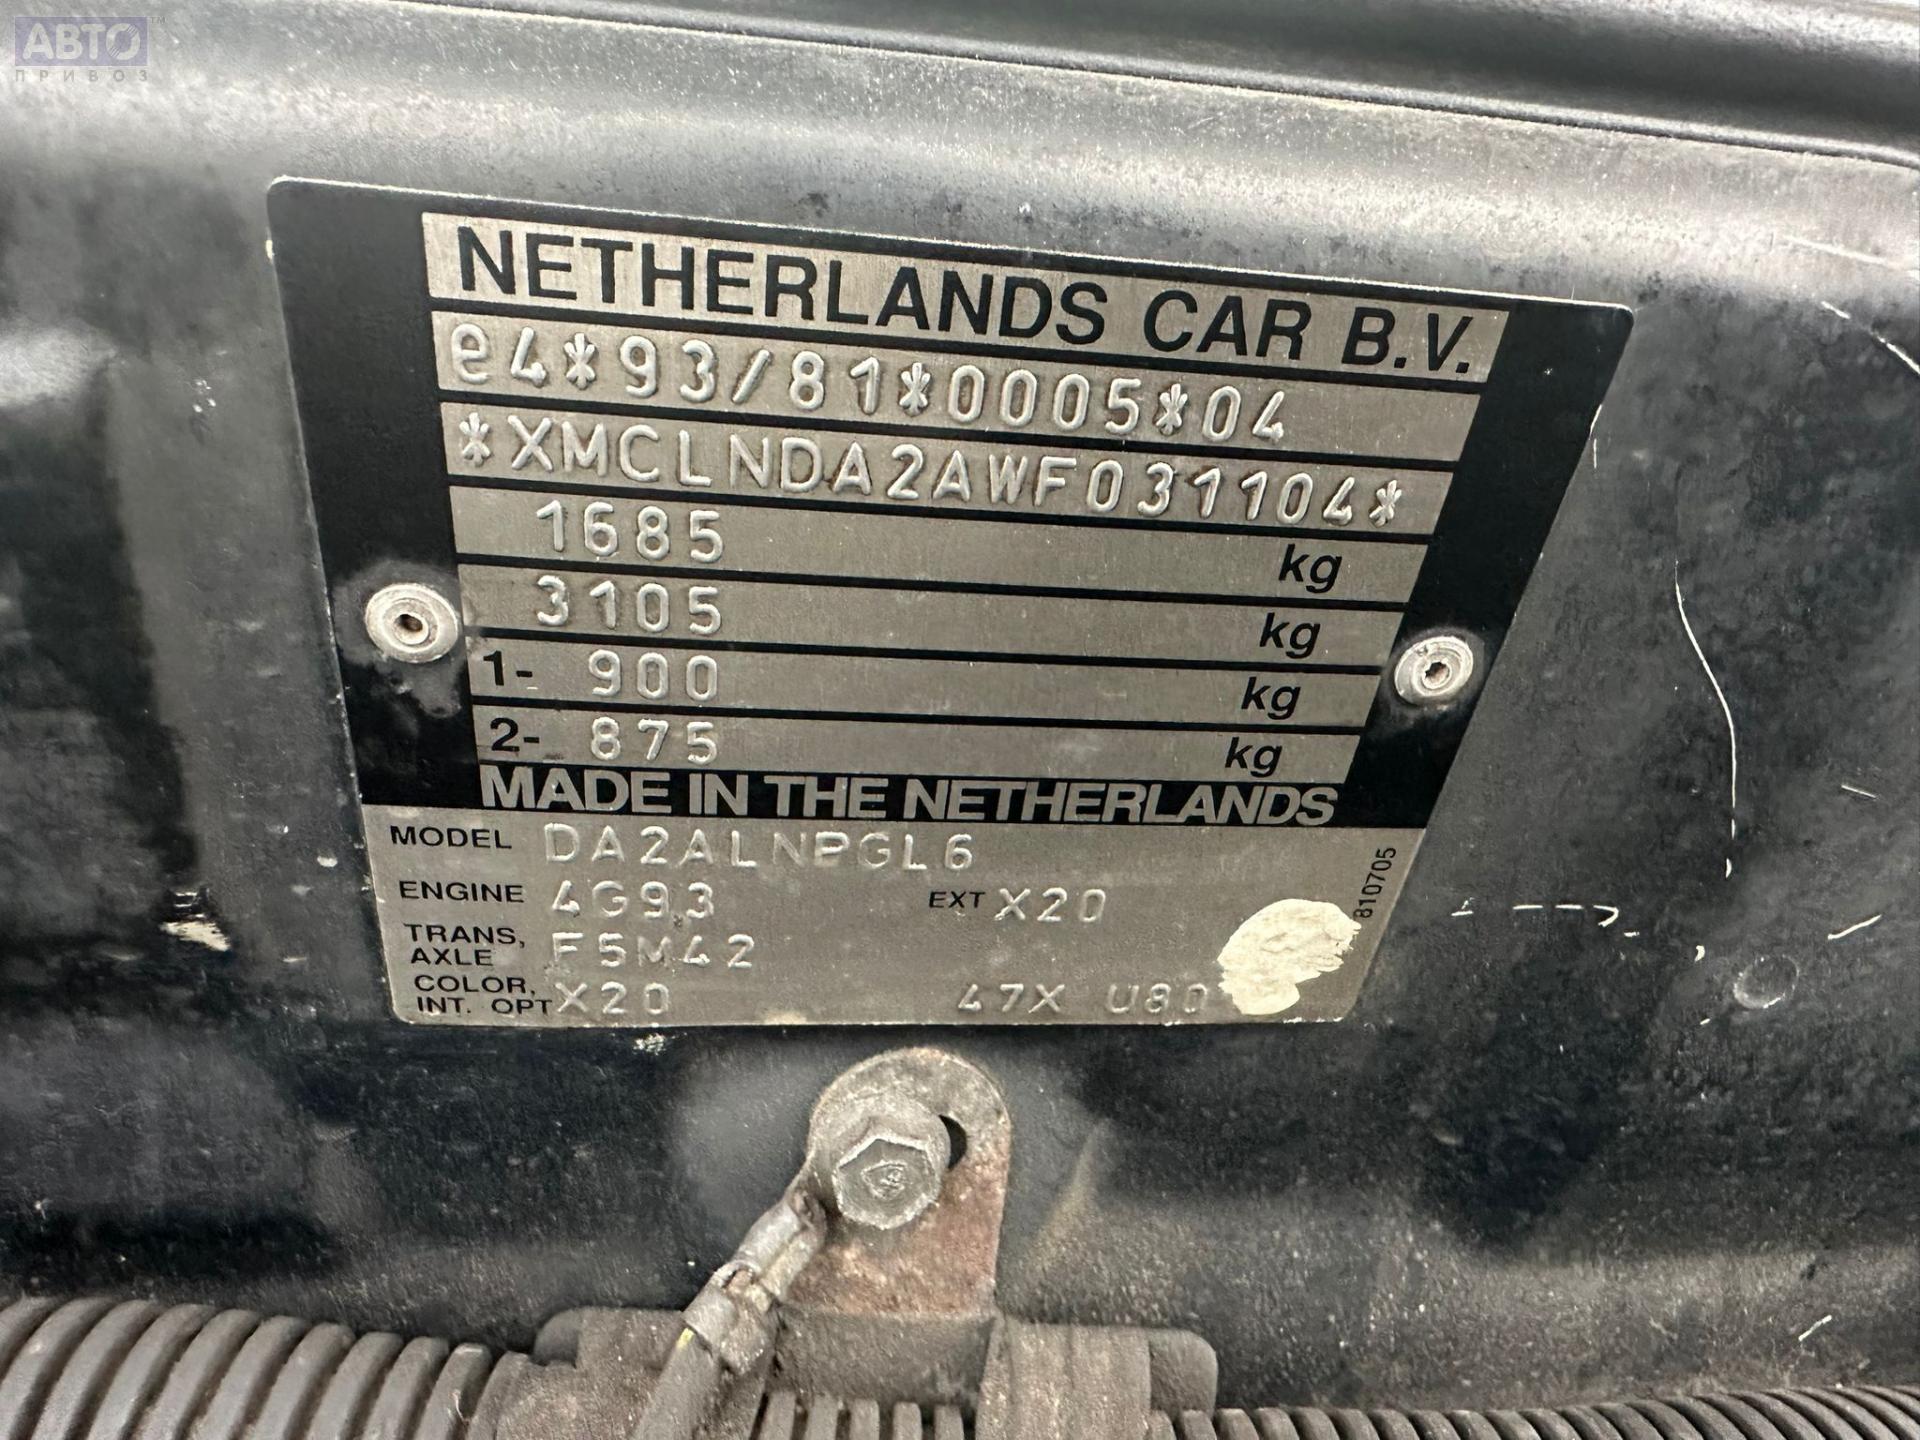 АВТО™
ПРИВОЗ
NETHERLANDS CAR B.V.
e4*93/81*0005*04
*XMCLNDA2AWF031104*
1685 kg
3105 kg
1- 900 kg
2- 875 kg
MADE IN THE NETHERLANDS
MODEL DA2ALNPGL6
ENGINE 4G93 EXT X20
TRANS, AXLE F5M42
COLOR, INT. OPT X20 47X U80
810705